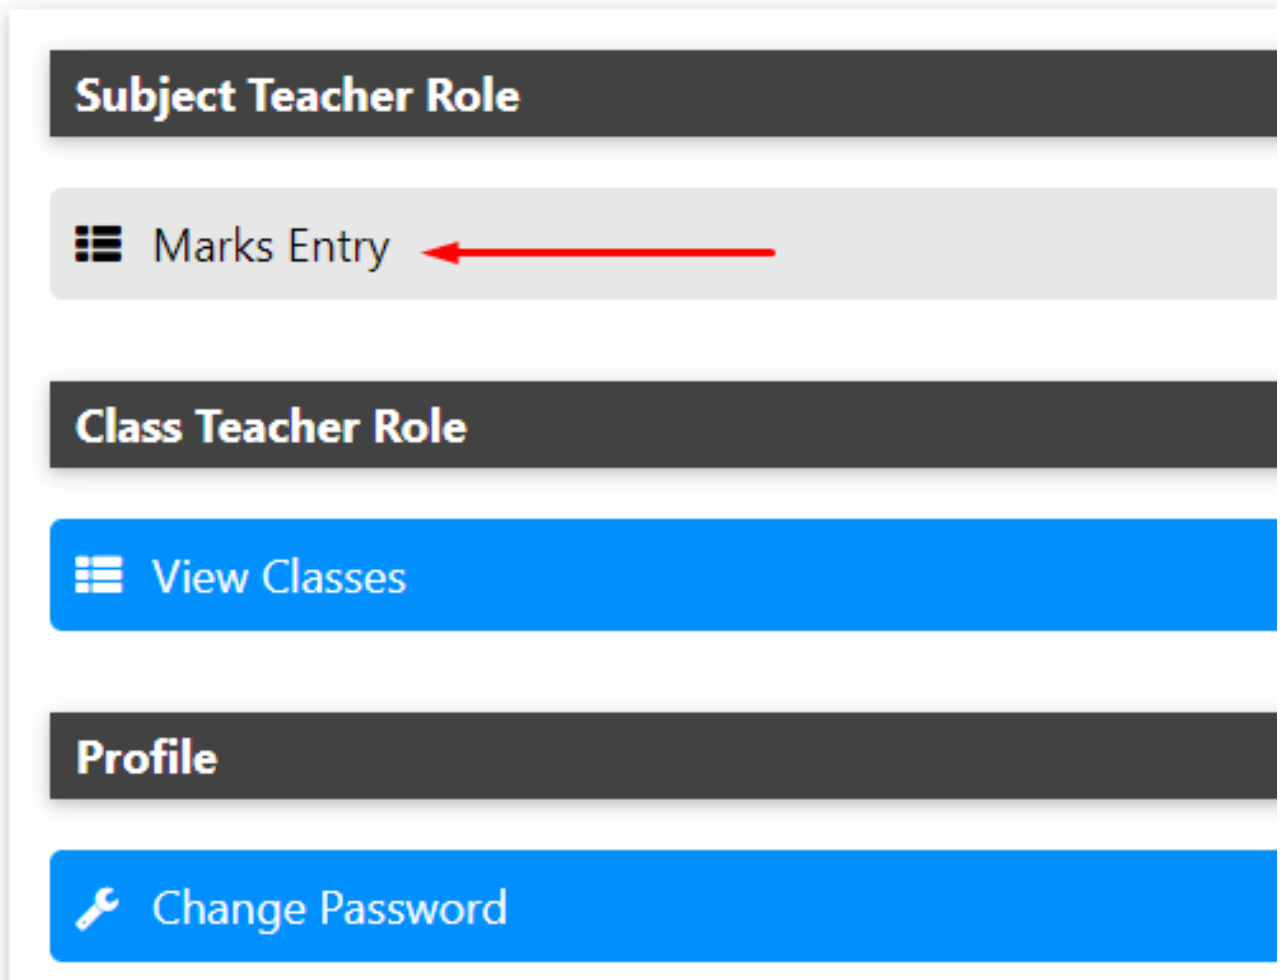 Subject Teacher Role
Marks Entry
Class Teacher Role
View Classes
Profile
Change Password